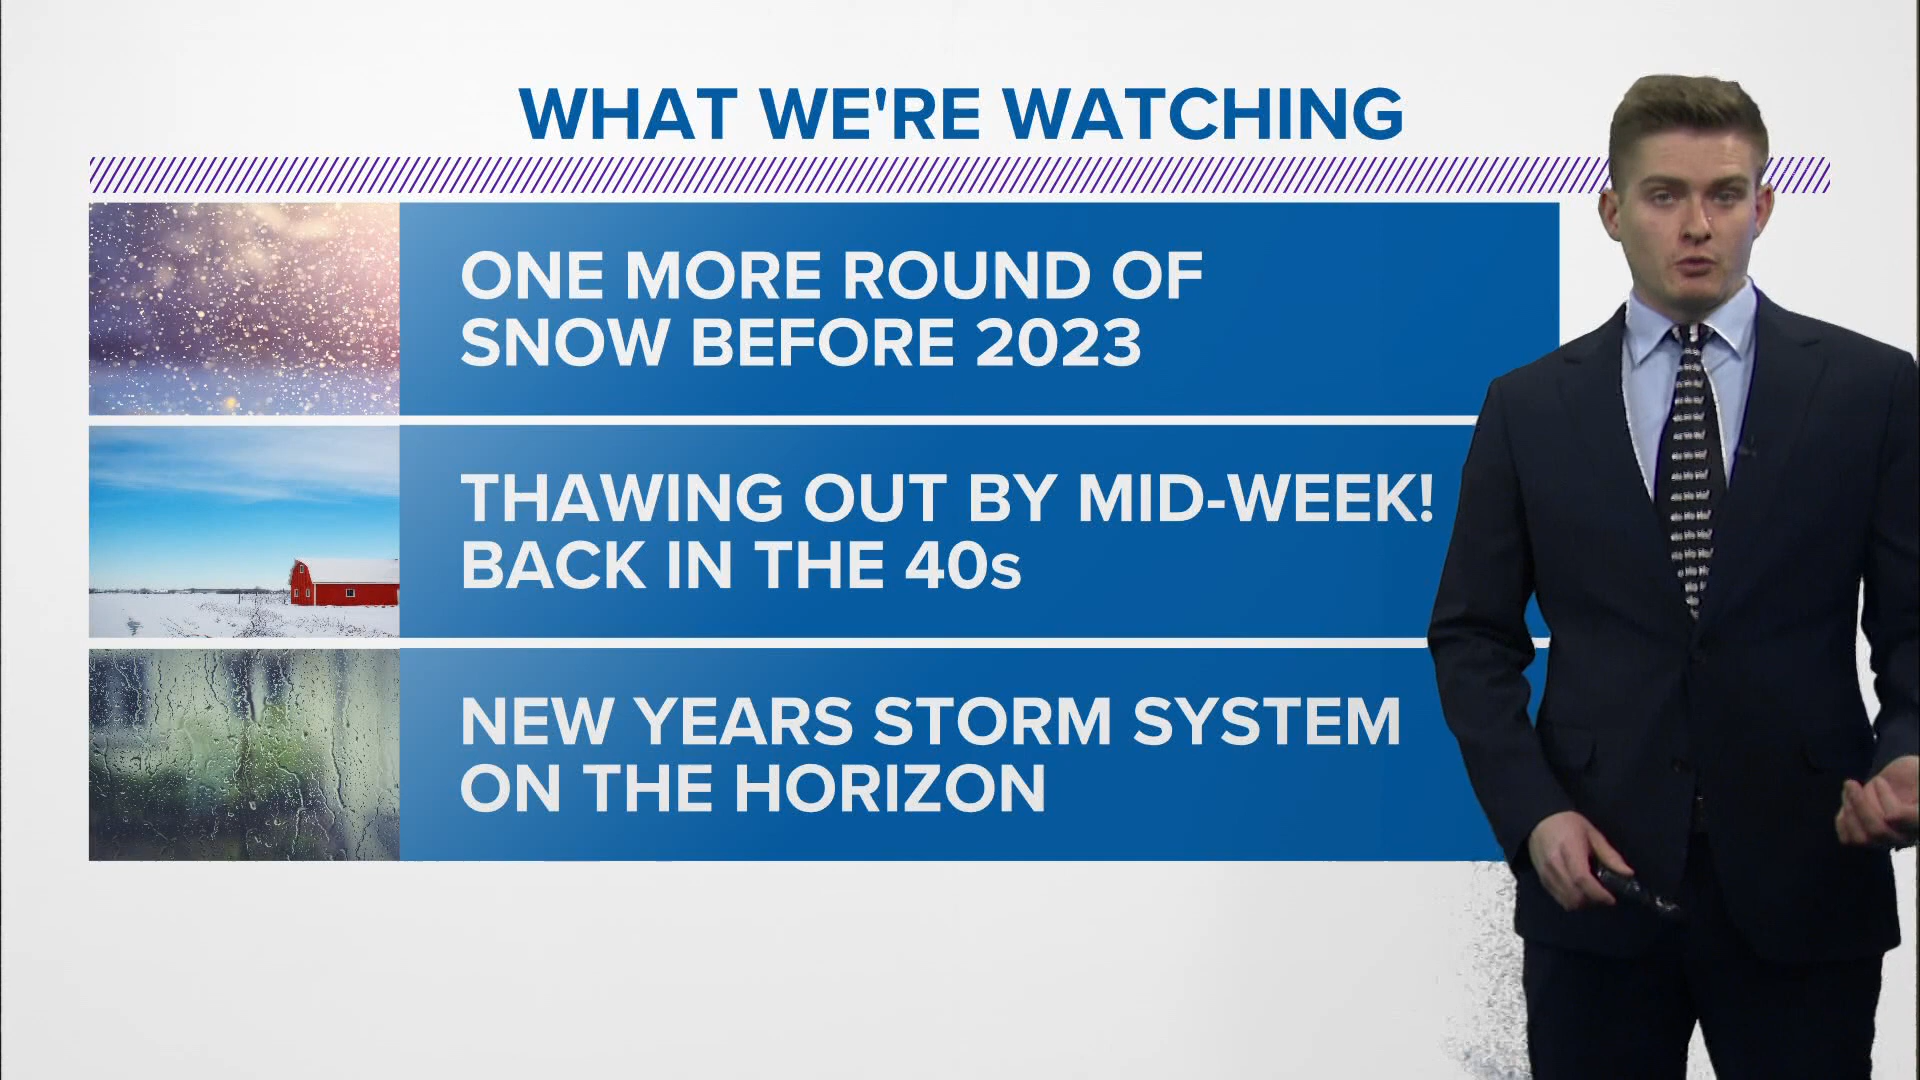 WHAT WE'RE WATCHING
ONE MORE ROUND OF
SNOW BEFORE 2023
THAWING OUT BY MID-WEEK!
BACK IN THE 40s
NEW YEARS STORM SYSTEM
ON THE HORIZON